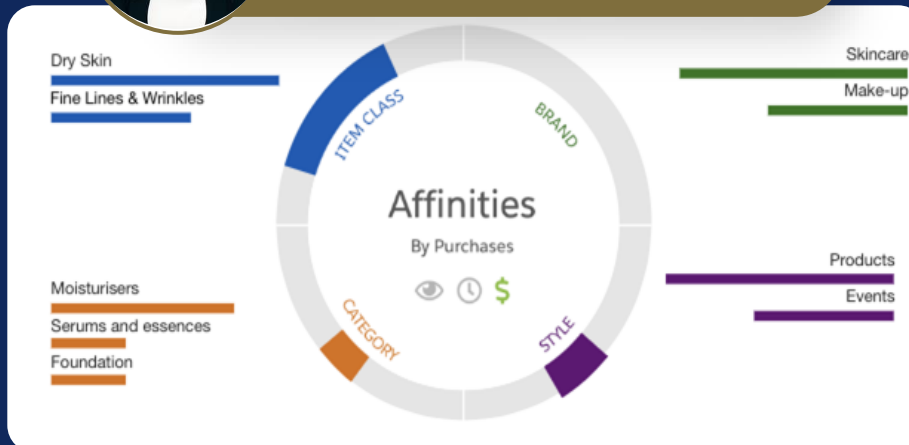 Dry Skin
Fine Lines & Wrinkles
Skincare
Make-up
ITEM CLASS
BRAND
Affinities
By Purchases
$
CATEGORY
STYLE
Moisturisers
Serums and essences
Foundation
Products
Events